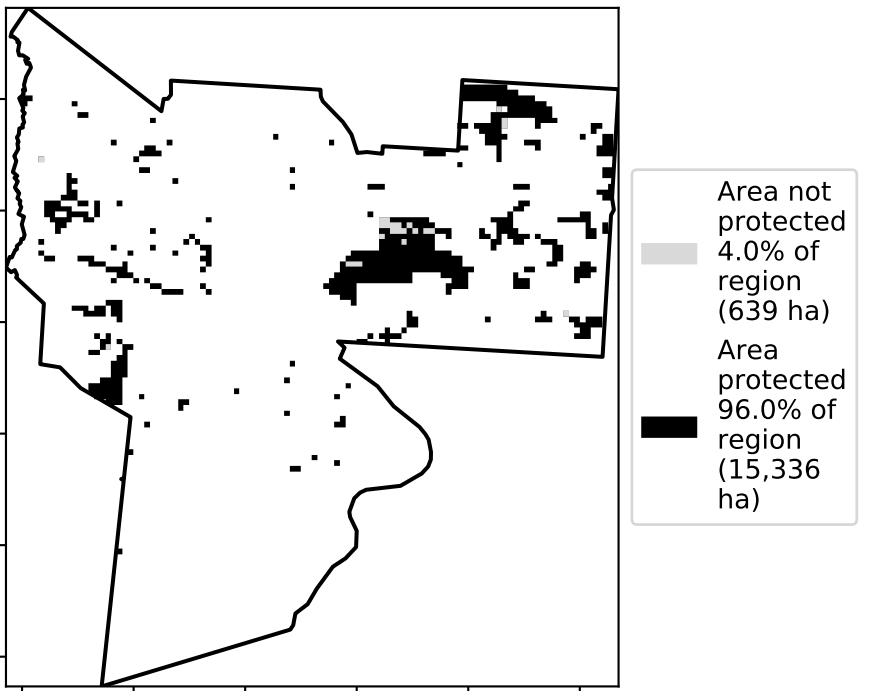 Area not
protected
4.0% of
region
(639 ha)
Area
protected
96.0% of
region
(15,336
ha)